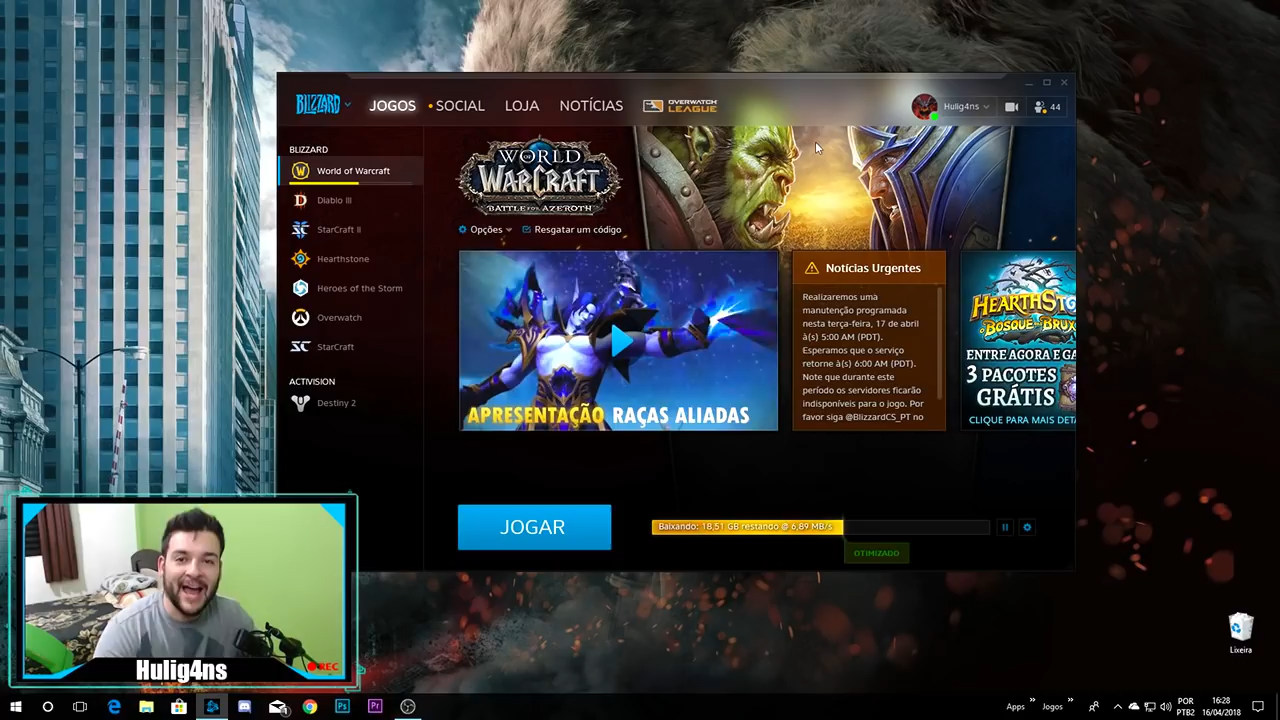 BLIZZARD
JOGOS
SOCIAL
LOJA
NOTÍCIAS
OVERWATCH
LEAGUE
Hulig4ns
44
BLIZZARD
World of Warcraft
Diablo III
StarCraft II
Hearthstone
Heroes of the Storm
Overwatch
StarCraft
ACTIVISION
Destiny 2
WORLD
OF
WARCRAFT
BATTLE FOR AZEROTH
Opções
Resgatar um código
APRESENTAÇÃO RAÇAS ALIADAS
Notícias Urgentes
Realizaremos uma
manutenção programada
nesta terça-feira, 17 de abril
à(s) 5:00 AM (PDT).
Esperamos que o serviço
retorne à(s) 6:00 AM (PDT).
Note que durante este
período os servidores ficarão
indisponíveis para o jogo. Por
favor siga @BlizzardCS_PT no
HEARTHSTO
O BOSQUE
DAS BRUX
ENTRE AGORA E GA
3 PACOTES
GRÁTIS
CLIQUE PARA MAIS DETA
JOGAR
Baixando: 18,51 GB restando @ 6,89 MB/s
OTIMIZADO
REC
Hulig4ns
Lixeira
Ps
Pr
Apps
Jogos
POR
PTB2
16:28
16/04/2018